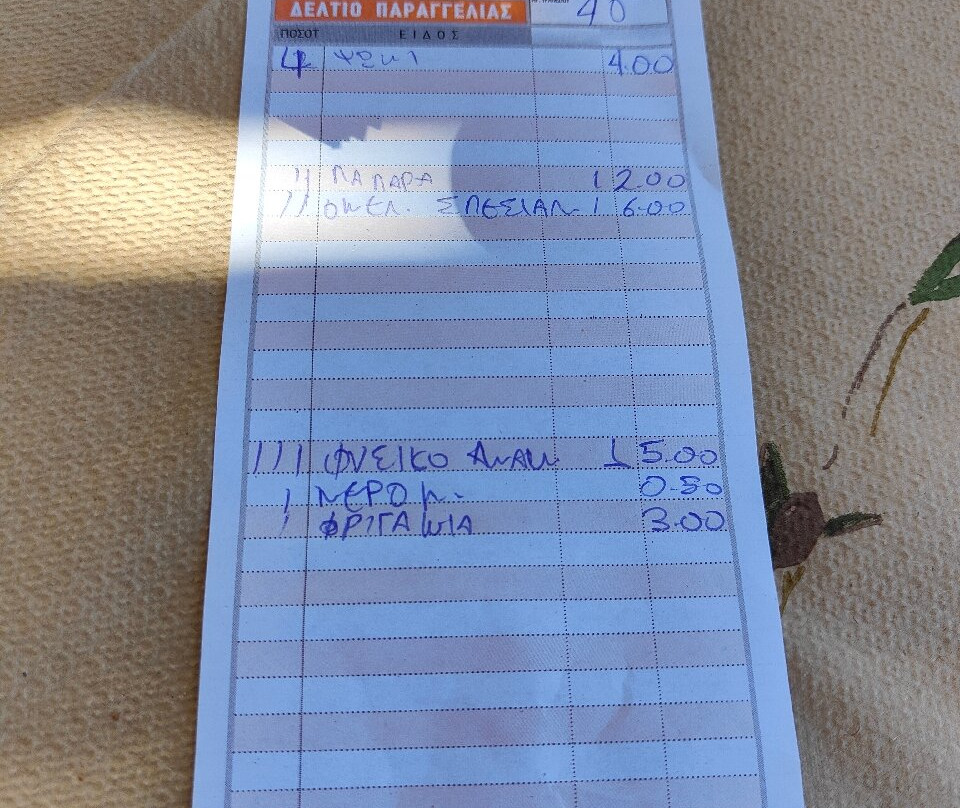 ΔΕΛΤΙΟ ΠΑΡΑΓΓΕΛΙΑΣ 40
ΠΟΣΟΤ ΕΙΔΟΣ
4 ΨΩΜΙ 4.00
11 ΠΑΠΑΡΑ 12.00
11 ΟΜΕΛ. ΣΠΕΣΙΑΛ 16.00
111 ΦΥΣΙΚΟ ΑΝΑΜ. 15.00
1 ΝΕΡΟ μ. 0.50
1 ΦΡΙΓΑΝΙΑ 3.00